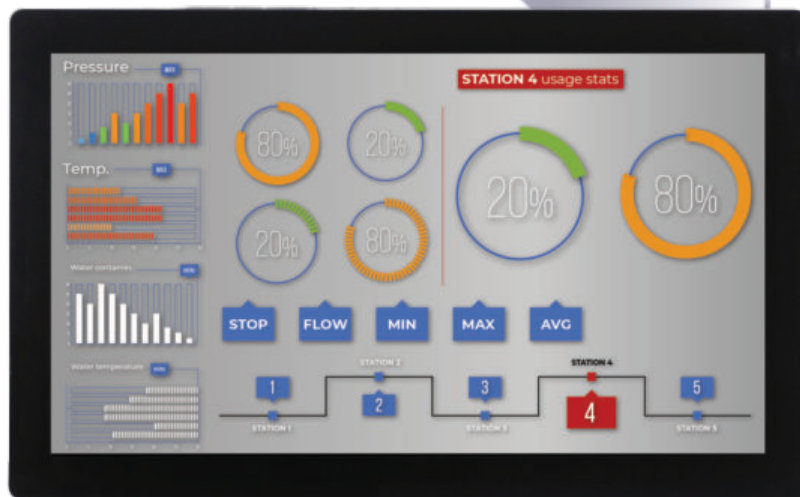 Pressure
Temp.
Water
Water temperature
STATION 4 usage stats
80%
20%
20%
80%
20%
80%
STOP
FLOW
MIN
MAX
AVG
STATION 2
STATION 4
1
2
3
4
5
STATION 1
STATION 3
STATION 5